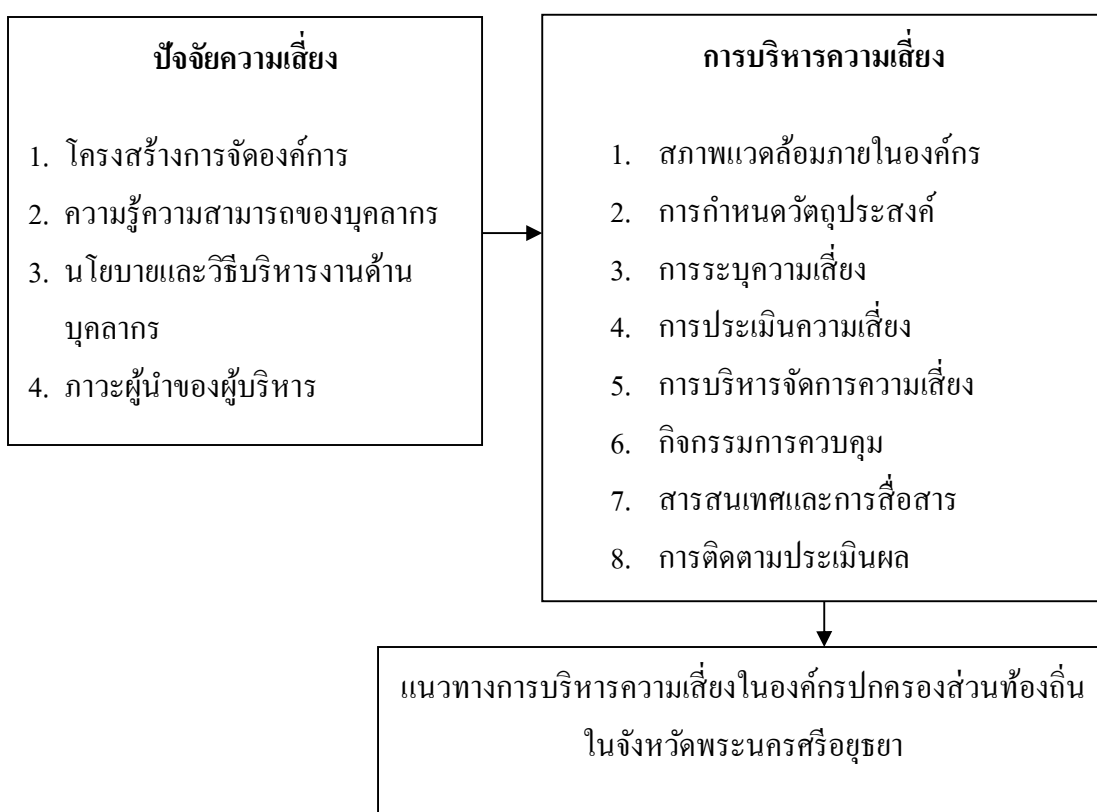 ปัจจัยความเสี่ยง
1. โครงสร้างการจัดองค์การ
2. ความรู้ความสามารถของบุคลากร
3. นโยบายและวิธีบริหารงานด้าน
บุคลากร
4. ภาวะผู้นำของผู้บริหาร
การบริหารความเสี่ยง
1. สภาพแวดล้อมภายในองค์กร
2. การกำหนดวัตถุประสงค์
3. การระบุความเสี่ยง
4. การประเมินความเสี่ยง
5. การบริหารจัดการความเสี่ยง
6. กิจกรรมการควบคุม
7. สารสนเทศและการสื่อสาร
8. การติดตามประเมินผล
แนวทางการบริหารความเสี่ยงในองค์กรปกครองส่วนท้องถิ่น
ในจังหวัดพระนครศรีอยุธยา